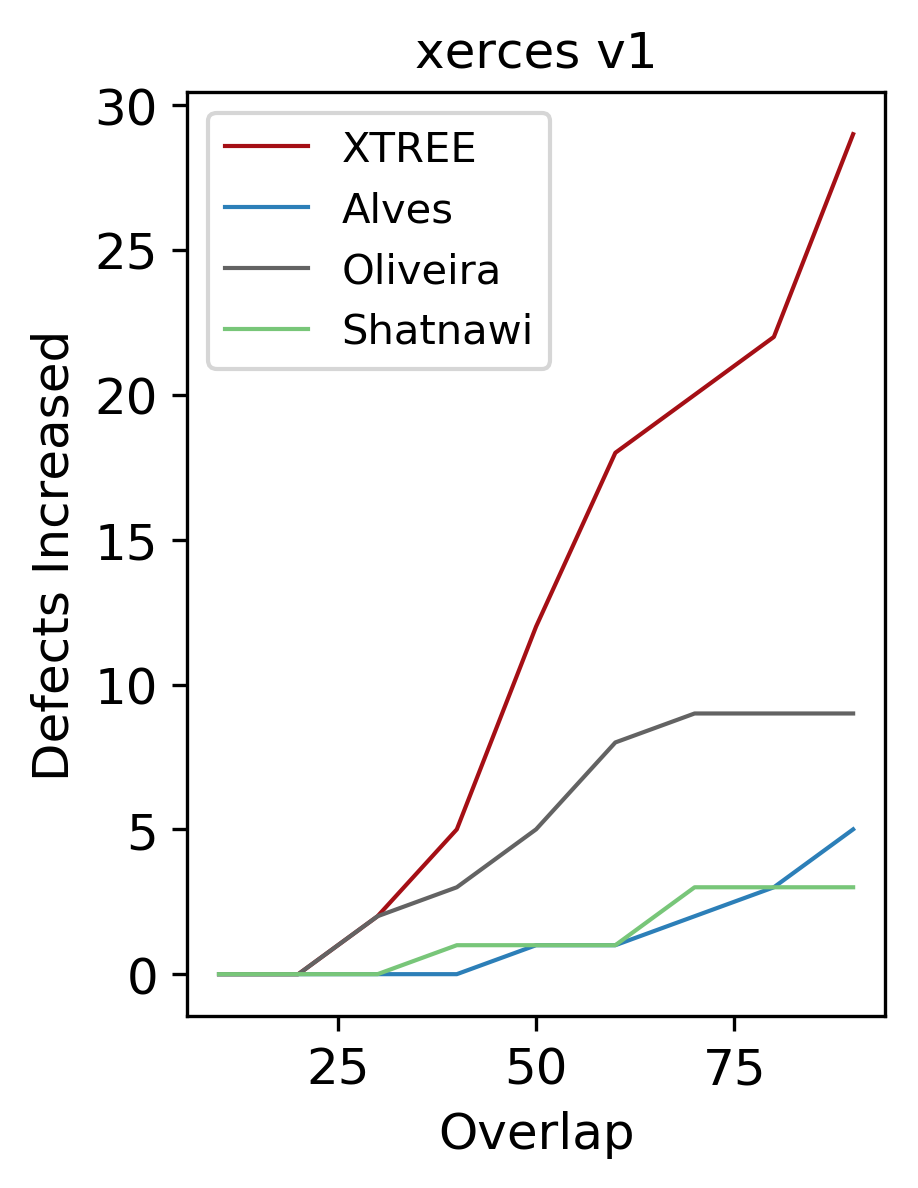 xerces v1
30
25
20
15
10
5
0
Defects Increased
XTREE
Alves
Oliveira
Shatnawi
25 50 75
Overlap